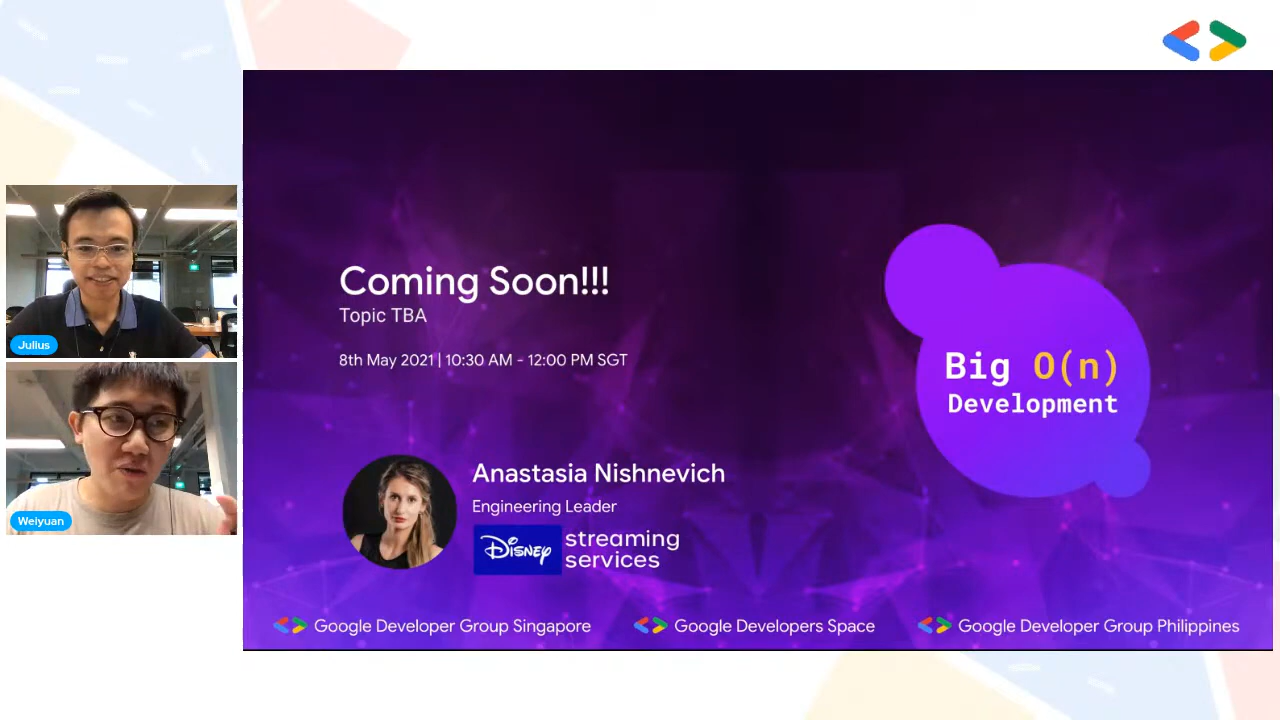 Julius
Weiyuan
Coming Soon!!!
Topic TBA
8th May 2021 | 10:30 AM - 12:00 PM SGT
Big O(n)
Development
Anastasia Nishnevich
Engineering Leader
Disney streaming
services
Google Developer Group Singapore
Google Developers Space
Google Developer Group Philippines